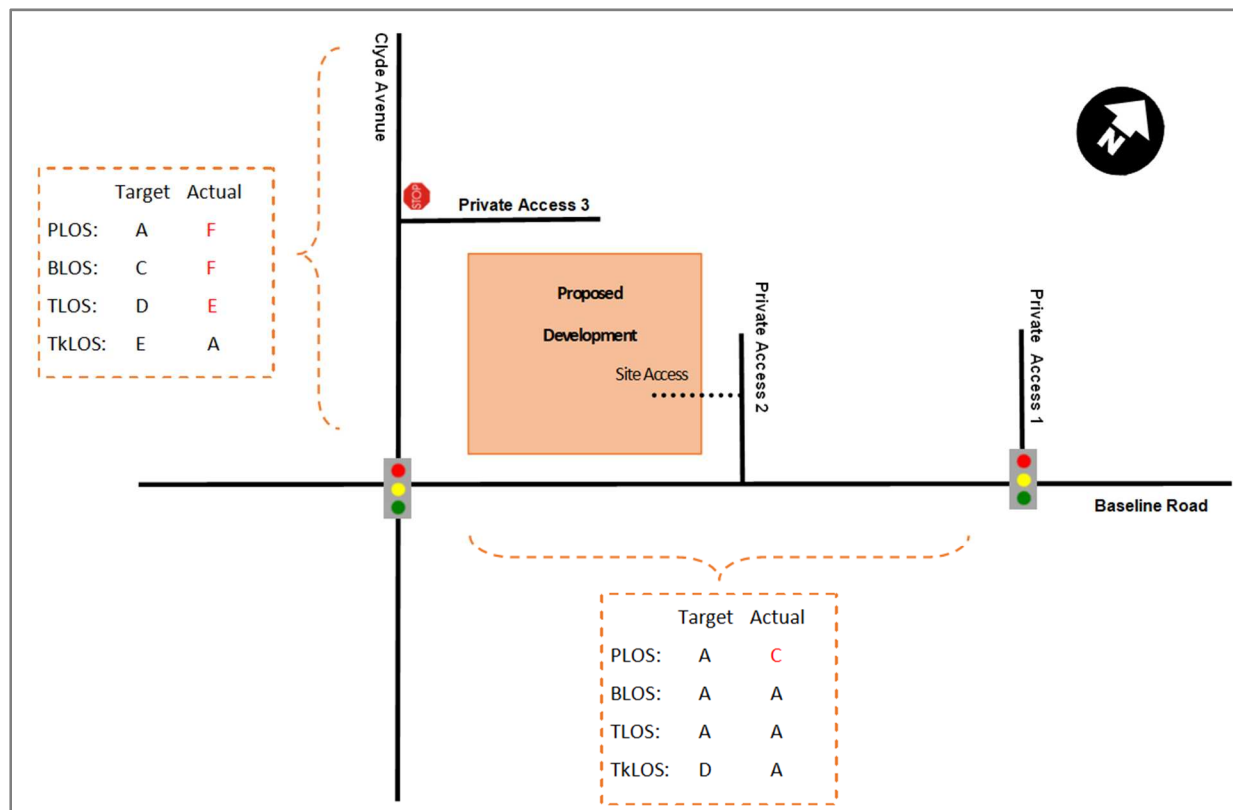 Clyde Avenue
N
Target Actual
PLOS: A F
BLOS: C F
TLOS: D E
TkLOS: E A
STOP
Private Access 3
Proposed
Development
Site Access
Private Access 2
Private Access 1
Baseline Road
Target Actual
PLOS: A C
BLOS: A A
TLOS: A A
TkLOS: D A